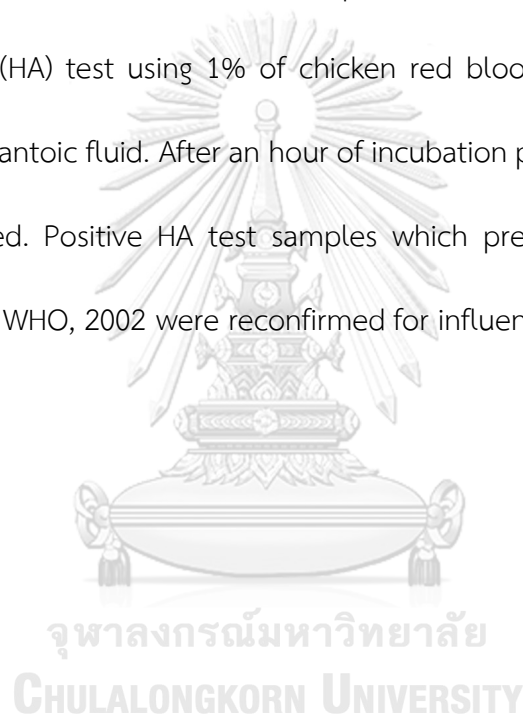 (HA) test using 1% of chicken red bloo
antoic fluid. After an hour of incubation p
ed. Positive HA test samples which pre
WHO, 2002 were reconfirmed for influen
จุฬาลงกรณ์มหาวิทยาลัย
CHULALONGKORN UNIVERSITY